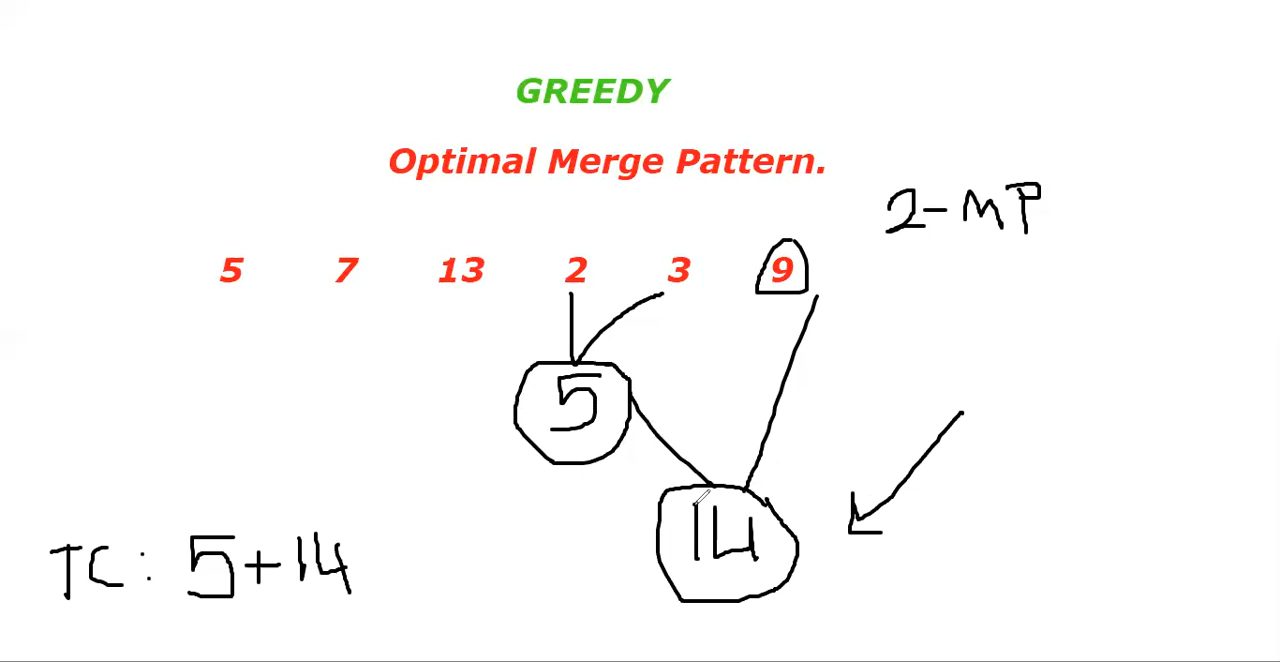 GREEDY
Optimal Merge Pattern.
2-MP
5 7 13 2 3 9
5
14
TC: 5+14